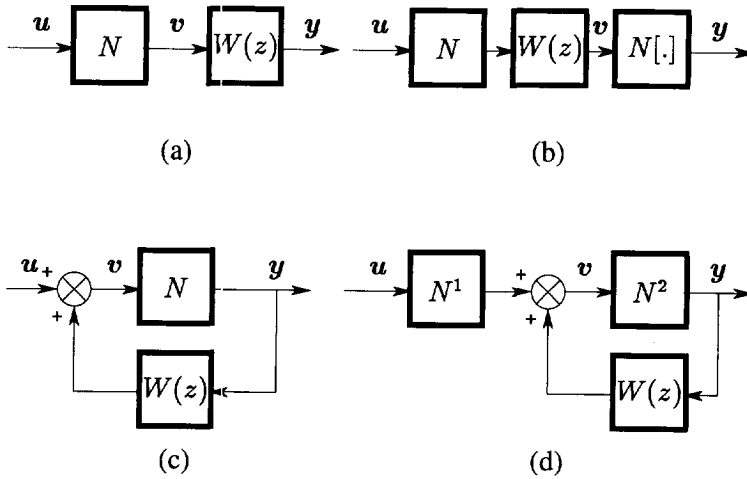 u N v W(z) y
u N W(z) v N[.] y
(a) (b)
u + v N y
+
W(z)
(c)
u N¹ + v N² y
+
W(z)
(d)